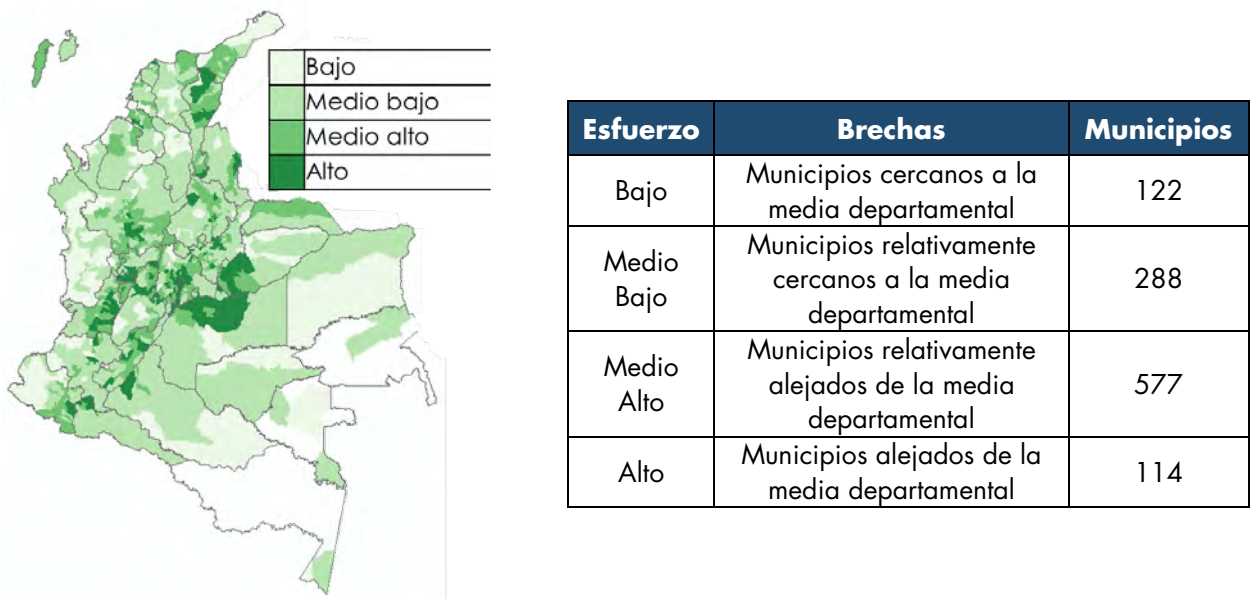 Bajo
Medio bajo
Medio alto
Alto
Esfuerzo Brechas Municipios
Bajo
Municipios cercanos a la
media departamental
122
Medio
Bajo
Municipios relativamente
cercanos a la media
departamental
288
Medio
Alto
Municipios relativamente
alejados de la media
departamental
577
Alto
Municipios alejados de la
media departamental
114